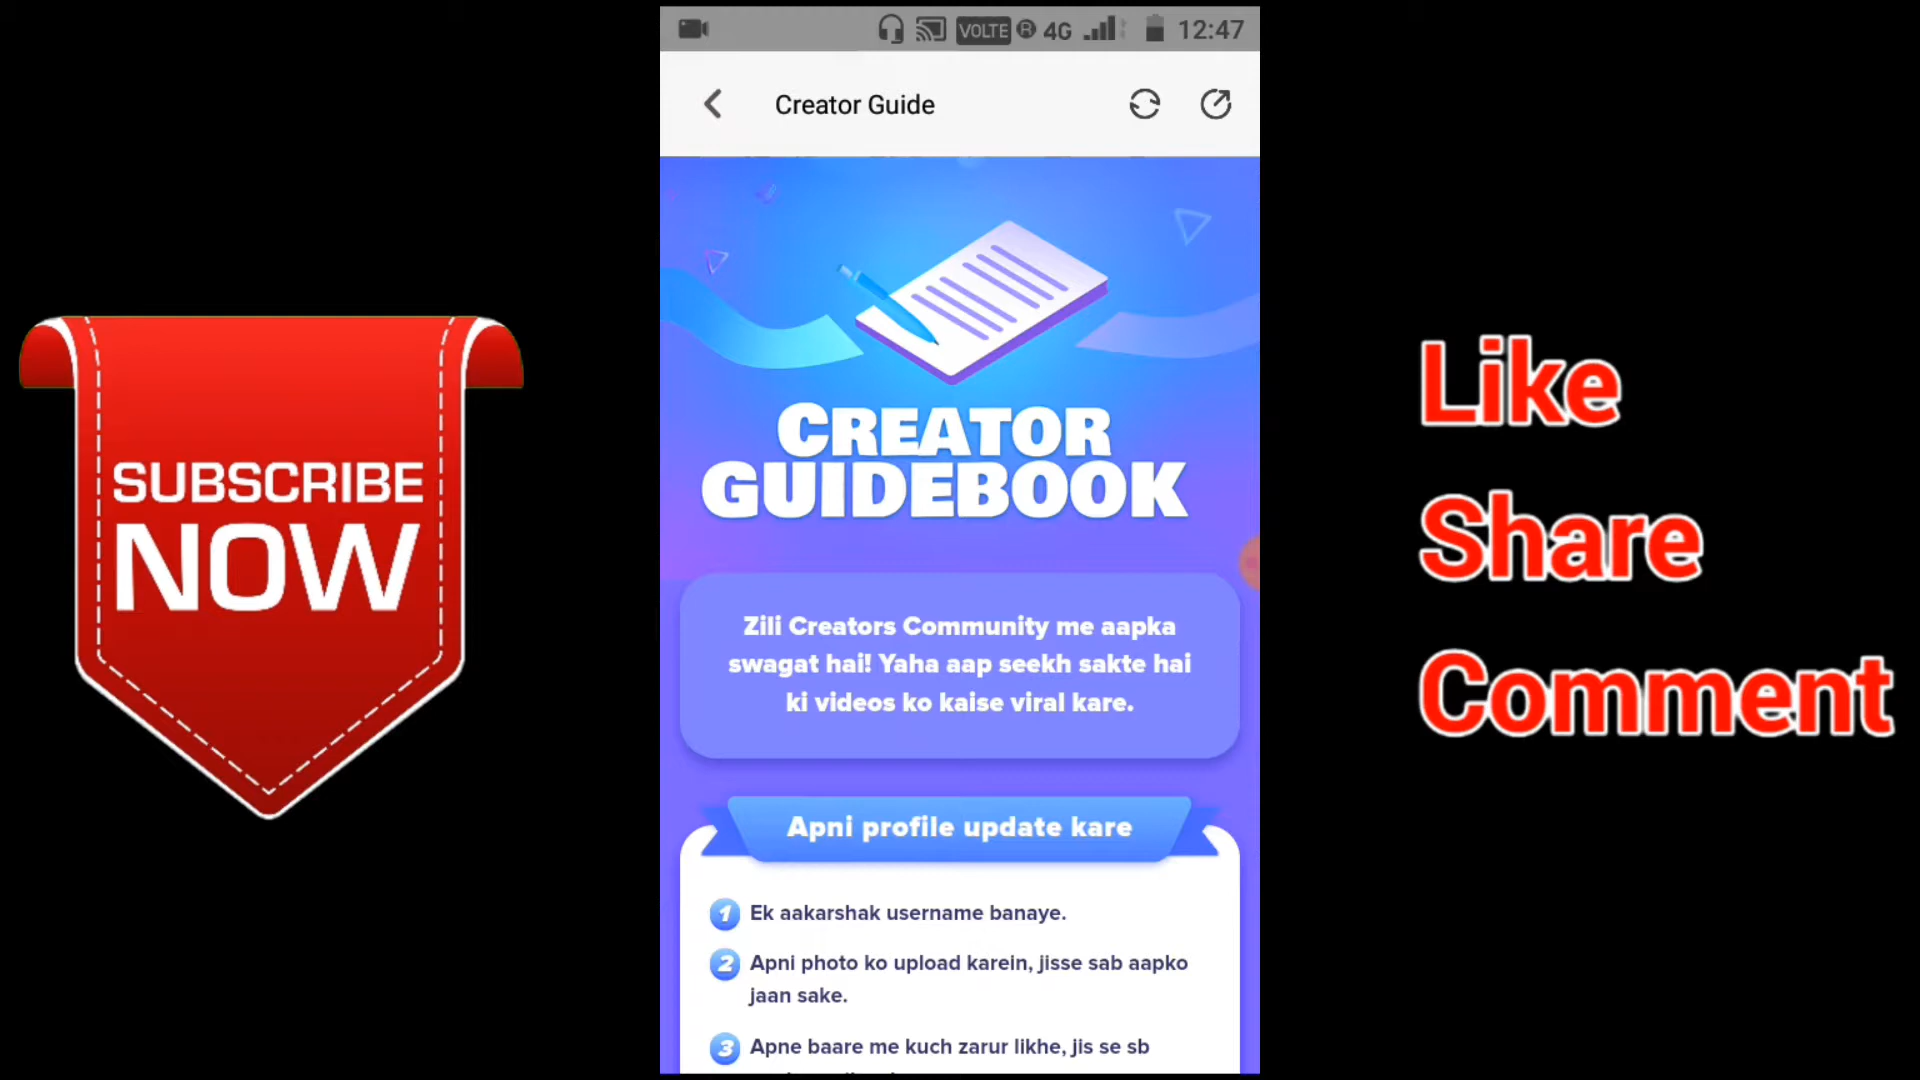 VOLTE R 4G 12:47
Creator Guide
CREATOR
GUIDEBOOK
Zili Creators Community me aapka
swagat hai! Yaha aap seekh sakte hai
ki videos ko kaise viral kare.
Apni profile update kare
1 Ek aakarshak username banaye.
2 Apni photo ko upload karein, jisse sab aapko
jaan sake.
3 Apne baare me kuch zarur likhe, jis se sb
SUBSCRIBE
NOW
Like
Share
Comment